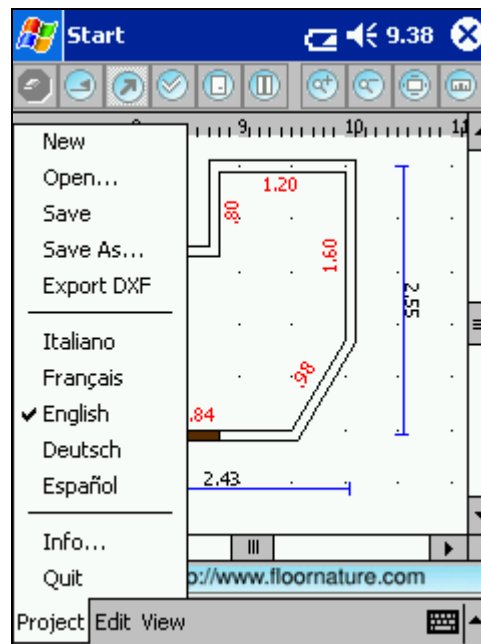 Start 9.38
9 10 11
New
Open...
Save
Save As...
Export DXF
Italiano
Français
English
Deutsch
Español
Info...
Quit
1.20
.80
1.60
2.55
.98
.84
2.43
p://www.floornature.com
Project Edit View